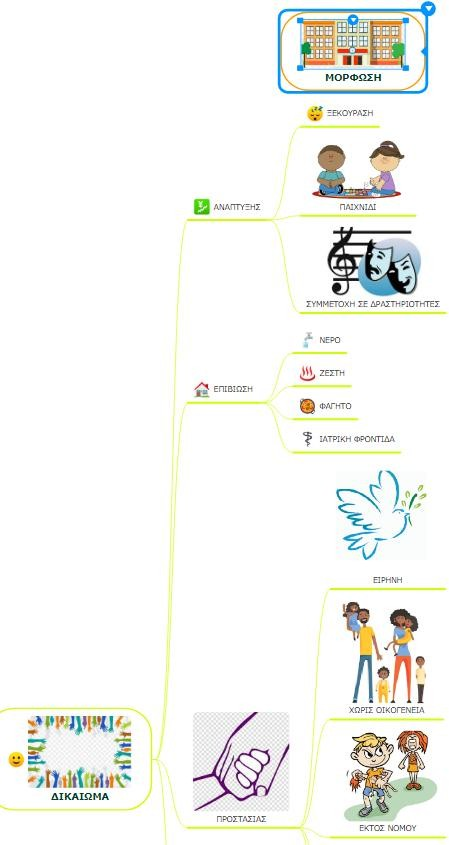 ΜΟΡΦΩΣΗ
ΞΕΚΟΥΡΑΣΗ
ΑΝΑΠΤΥΞΗΣ
ΠΑΙΧΝΙΔΙ
ΣΥΜΜΕΤΟΧΗ ΣΕ ΔΡΑΣΤΗΡΙΟΤΗΤΕΣ
ΝΕΡΟ
ΖΕΣΤΗ
ΕΠΙΒΙΩΣΗ
ΦΑΓΗΤΟ
ΙΑΤΡΙΚΗ ΦΡΟΝΤΙΔΑ
ΕΙΡΗΝΗ
ΧΩΡΙΣ ΟΙΚΟΓΕΝΕΙΑ
ΔΙΚΑΙΩΜΑ
ΠΡΟΣΤΑΣΙΑΣ
ΕΚΤΟΣ ΝΟΜΟΥ